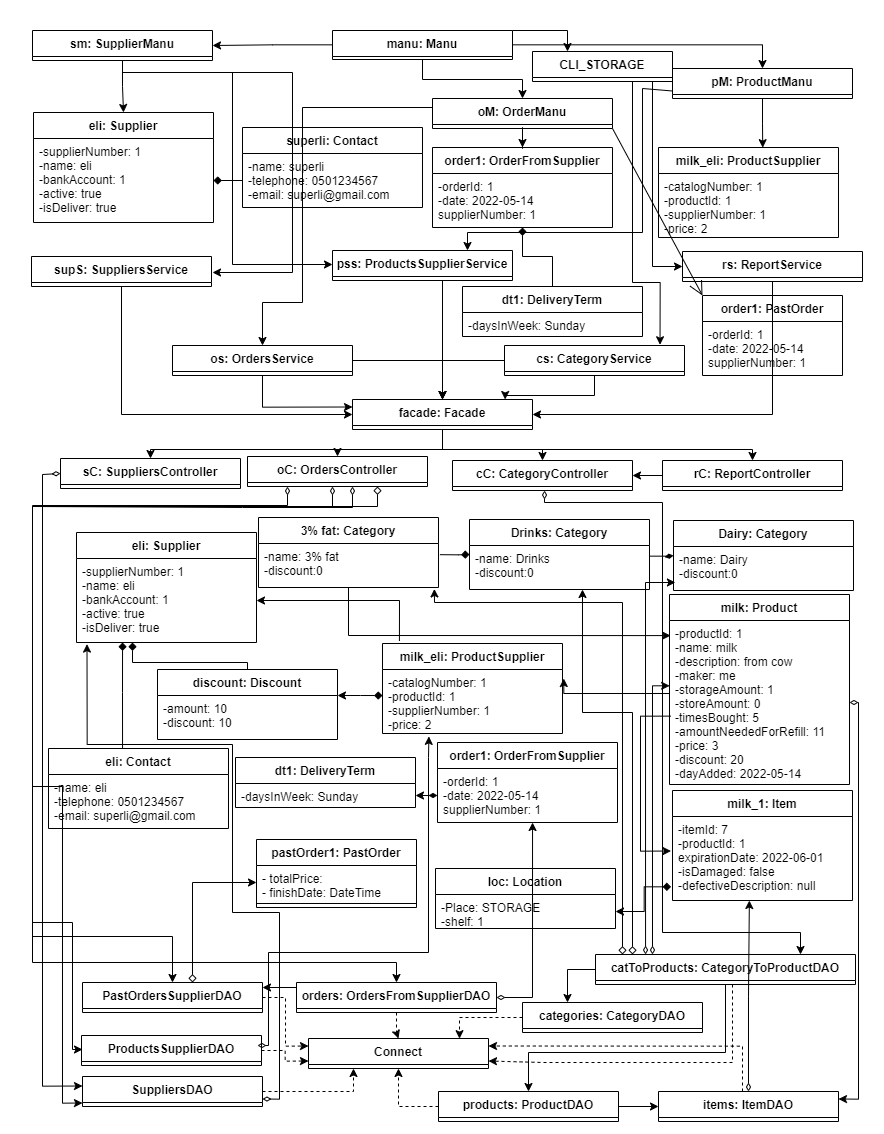 sm: SupplierManu
manu: Manu
CLI_STORAGE
pM: ProductManu
eli: Supplier
-supplierNumber: 1
-name: eli
-bankAccount: 1
-active: true
-isDeliver: true
superli: Contact
-name: superli
-telephone: 0501234567
-email: superli@gmail.com
oM: OrderManu
order1: OrderFromSupplier
-orderId: 1
-date: 2022-05-14
supplierNumber: 1
milk_eli: ProductSupplier
-catalogNumber: 1
-productId: 1
-supplierNumber: 1
-price: 2
supS: SuppliersService
pss: ProductsSupplierService
rs: ReportService
dt1: DeliveryTerm
-daysInWeek: Sunday
order1: PastOrder
-orderId: 1
-date: 2022-05-14
supplierNumber: 1
os: OrdersService
cs: CategoryService
facade: Facade
sC: SuppliersController
oC: OrdersController
cC: CategoryController
rC: ReportController
eli: Supplier
-supplierNumber: 1
-name: eli
-bankAccount: 1
-active: true
-isDeliver: true
3% fat: Category
-name: 3% fat
-discount:0
Drinks: Category
-name: Drinks
-discount:0
Dairy: Category
-name: Dairy
-discount:0
milk: Product
-productId: 1
-name: milk
-description: from cow
-maker: me
-storageAmount: 1
-storeAmount: 0
-timesBought: 5
-amountNeededForRefill: 11
-price: 3
-discount: 20
-dayAdded: 2022-05-14
discount: Discount
-amount: 10
-discount: 10
milk_eli: ProductSupplier
-catalogNumber: 1
-productId: 1
-supplierNumber: 1
-price: 2
eli: Contact
-name: eli
-telephone: 0501234567
-email: superli@gmail.com
dt1: DeliveryTerm
-daysInWeek: Sunday
order1: OrderFromSupplier
-orderId: 1
-date: 2022-05-14
supplierNumber: 1
milk_1: Item
-itemId: 7
-productId: 1
expirationDate: 2022-06-01
-isDamaged: false
-defectiveDescription: null
pastOrder1: PastOrder
- totalPrice:
- finishDate: DateTime
loc: Location
-Place: STORAGE
-shelf: 1
catToProducts: CategoryToProductDAO
PastOrdersSupplierDAO
orders: OrdersFromSupplierDAO
categories: CategoryDAO
ProductsSupplierDAO
Connect
SuppliersDAO
products: ProductDAO
items: ItemDAO